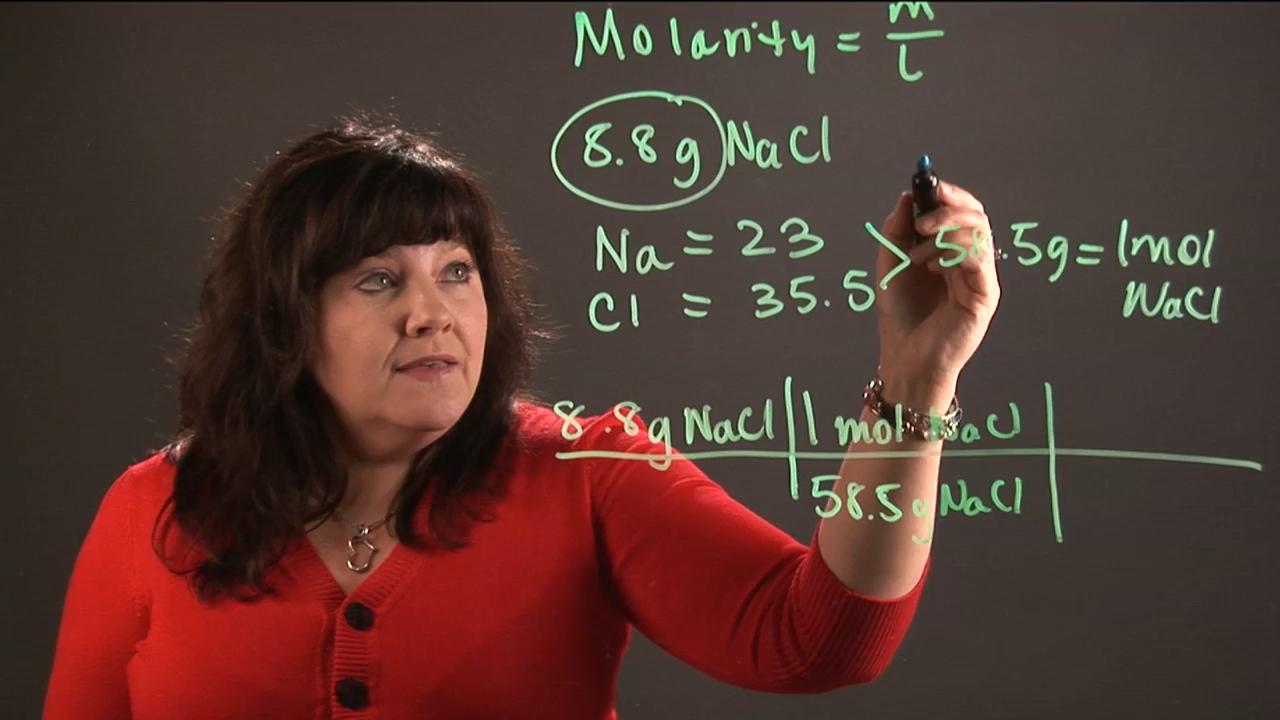 Molarity = m/L
8.8g NaCl
Na = 23 > 58.5g = 1mol
Cl = 35.5 NaCl
8.8g NaCl | 1 mol NaCl |
58.5g NaCl